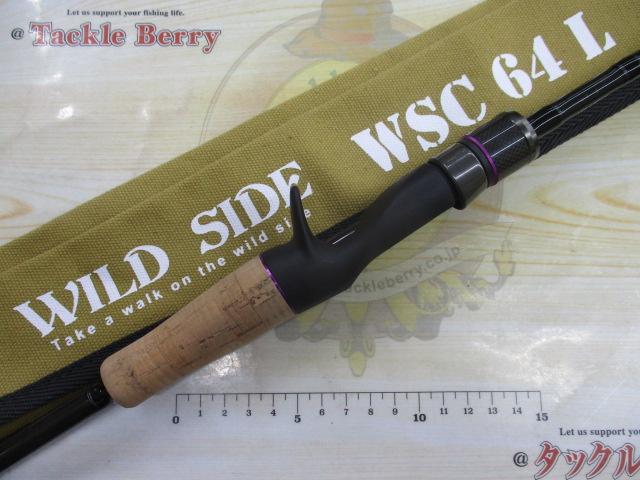 Let us support your fishing life.
@ Tackle Berry
WILD SIDE WSC 64 L
Take a walk on the wild side
tackleberry.co.jp
0 1 2 3 4 5 6 7 8 9 10 11 12 13 14 15
Let us support your
@ タックル